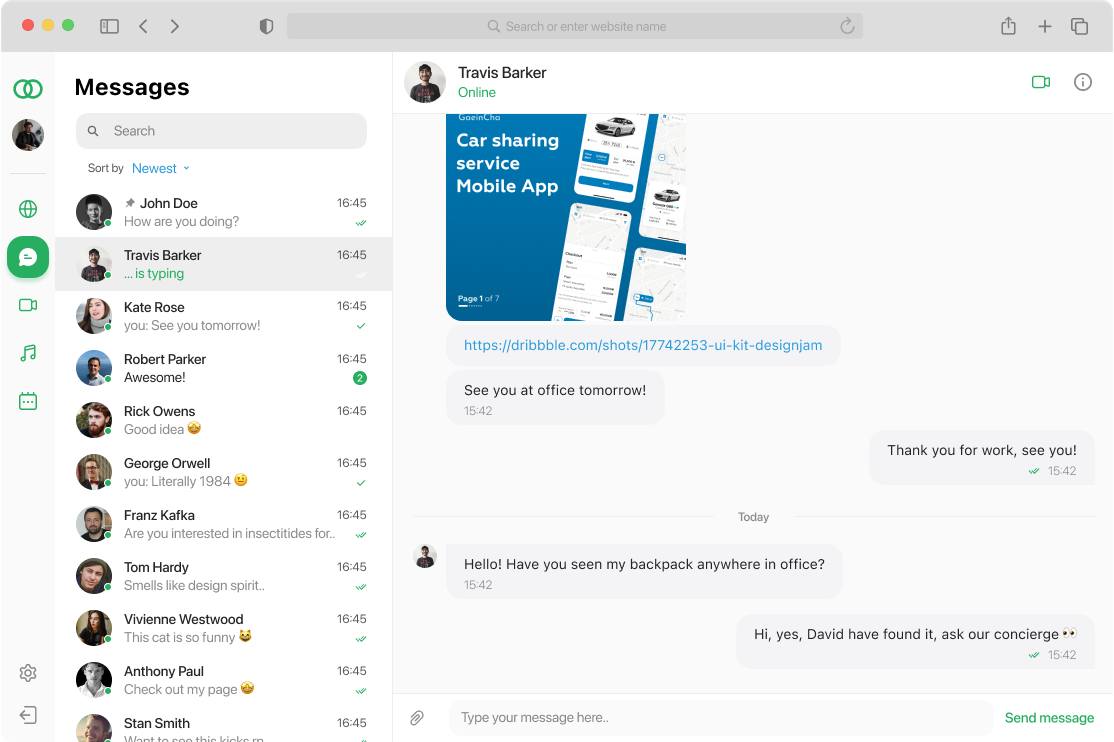 Search or enter website name
Messages
Search
Sort by Newest
John Doe 16:45
How are you doing?
Travis Barker 16:45
... is typing
Kate Rose 16:45
you: See you tomorrow!
Robert Parker 16:45
Awesome! 2
Rick Owens 16:45
Good idea 🤩
George Orwell 16:45
you: Literally 1984 🫡
Franz Kafka 16:45
Are you interested in insectitides for..
Tom Hardy 16:45
Smells like design spirit..
Vivienne Westwood 16:45
This cat is so funny 😺
Anthony Paul 16:45
Check out my page 🤩
Stan Smith 16:45
Want to see this kicks rn
Travis Barker
Online
GaeinCha
Car sharing
service
Mobile App
Page 1 of 7
Checkout
https://dribbble.com/shots/17742253-ui-kit-designjam
See you at office tomorrow!
15:42
Thank you for work, see you!
15:42
Today
Hello! Have you seen my backpack anywhere in office?
15:42
Hi, yes, David have found it, ask our concierge 👀
15:42
Type your message here..
Send message